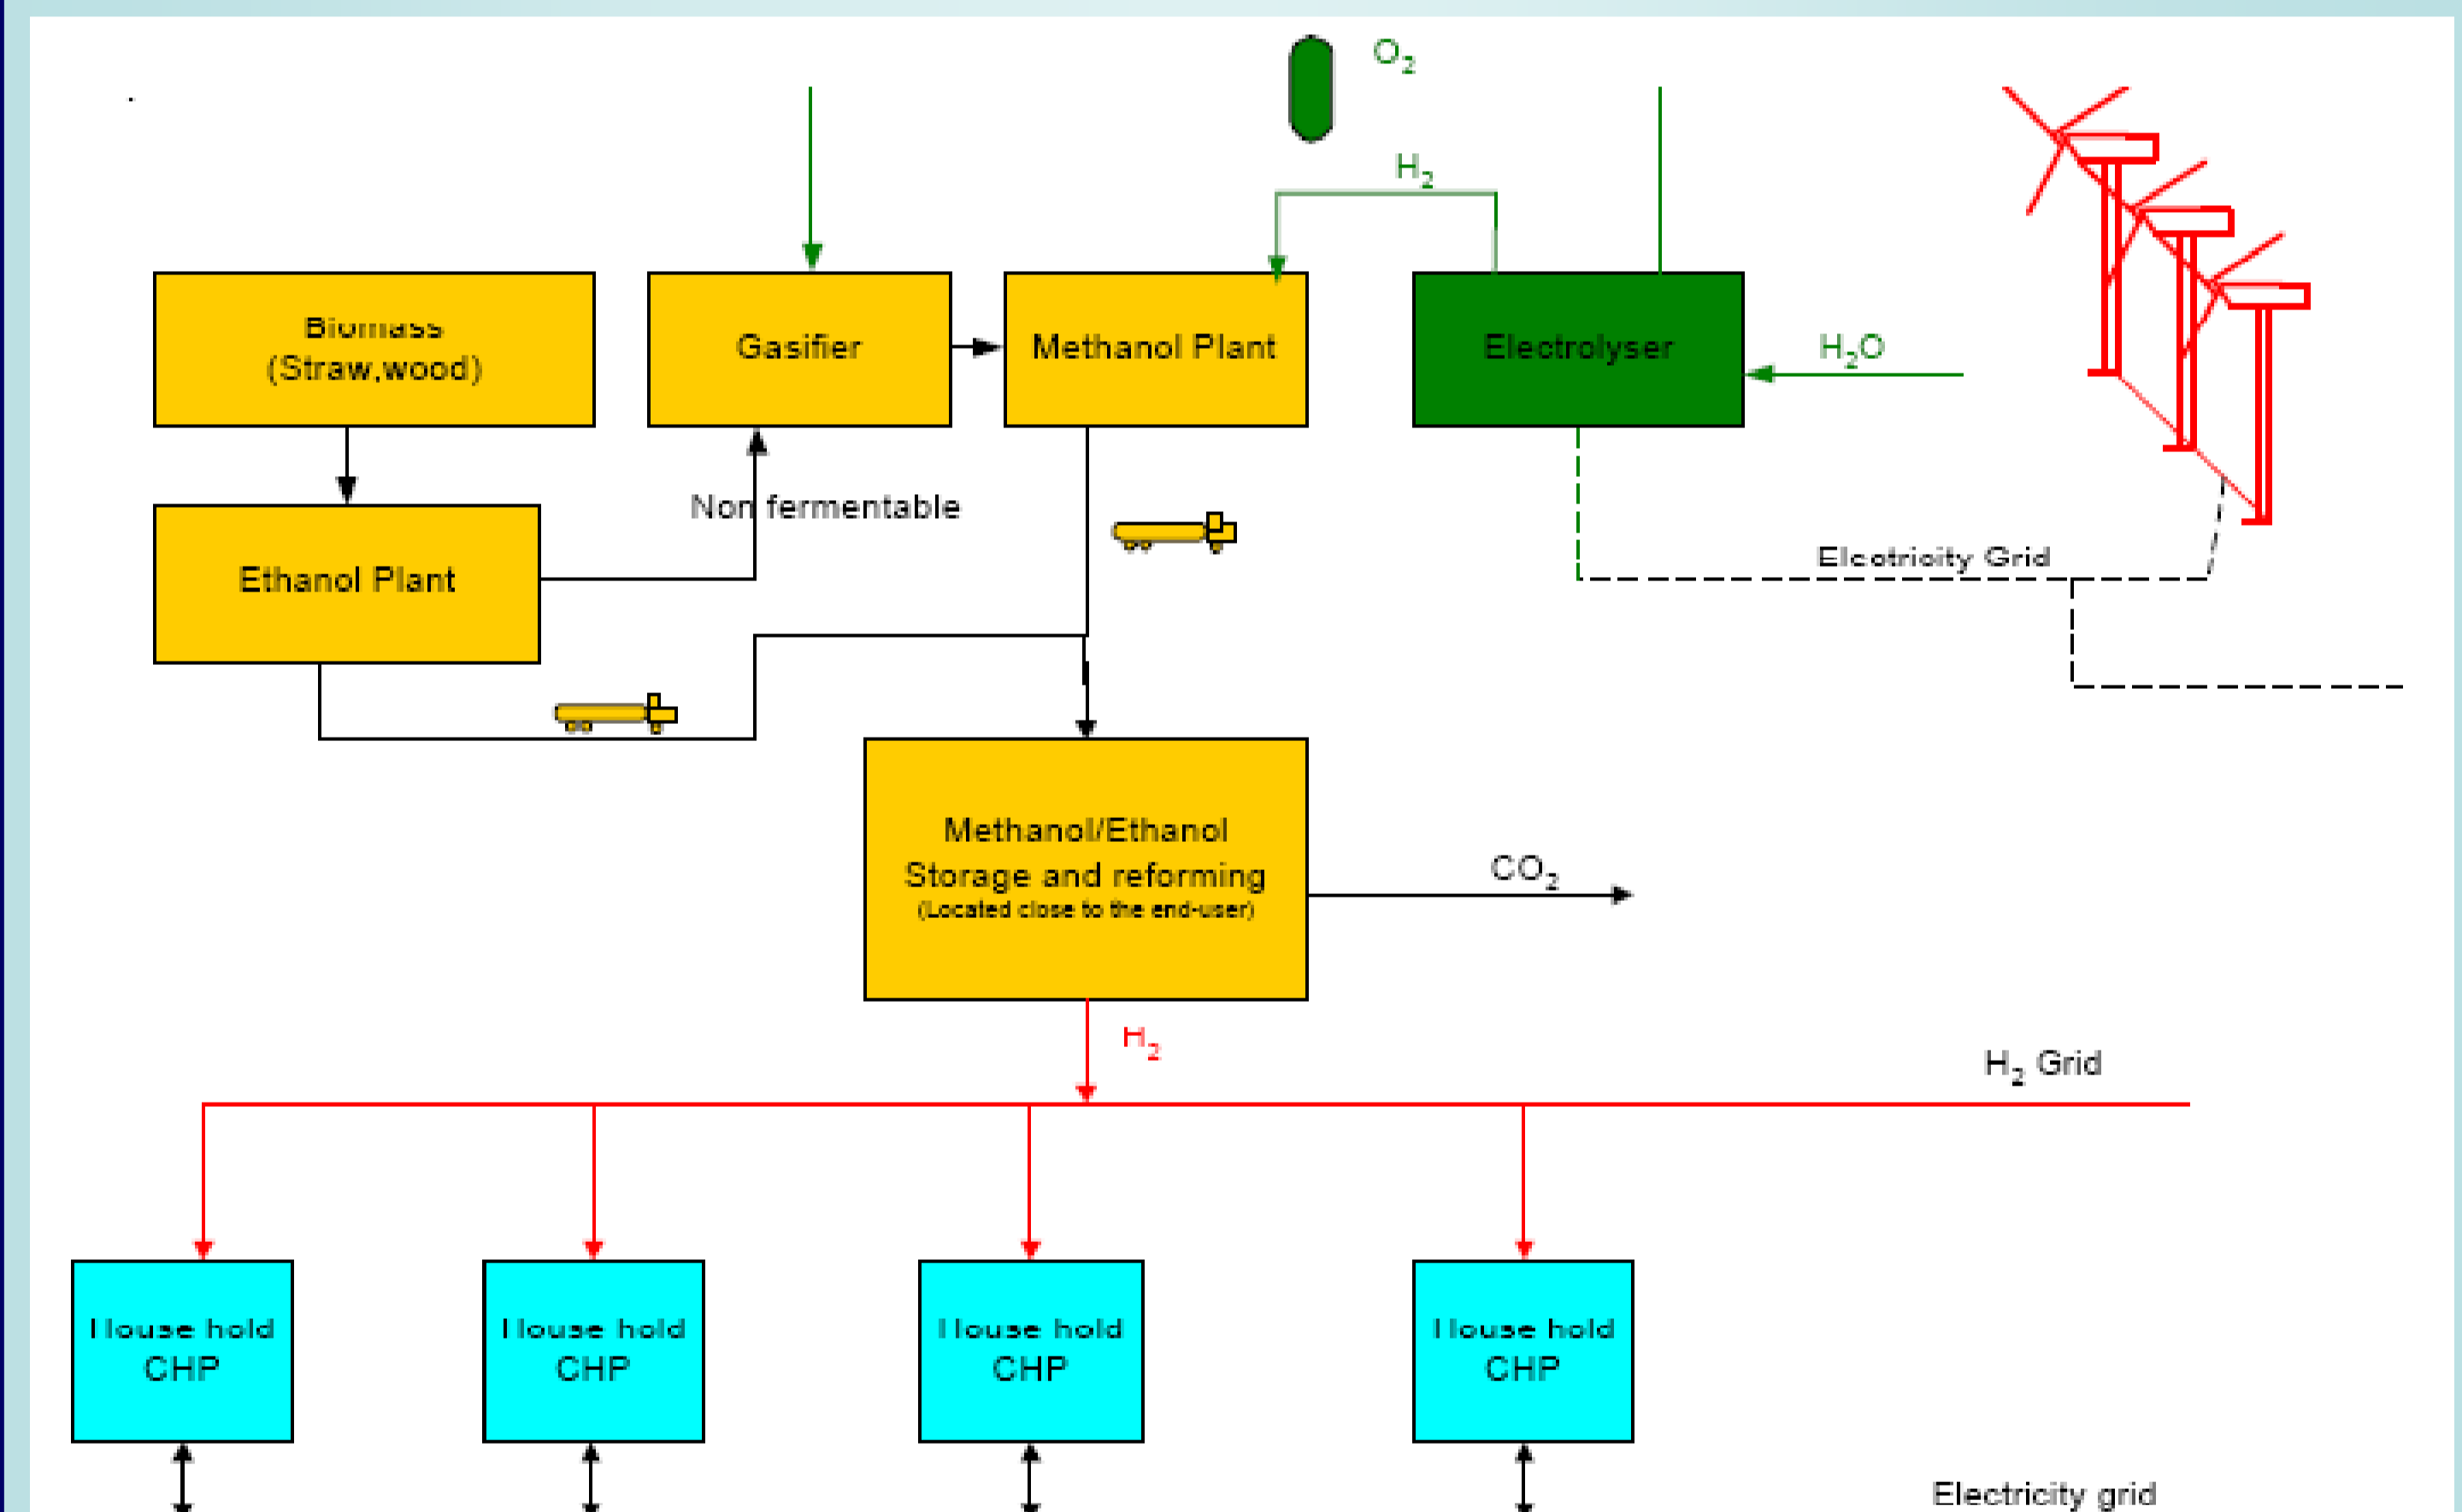 O2
H2
Biomass
(Straw,wood)
Gasifier
Methanol Plant
Electrolyser
H2O
Non fermentable
Ethanol Plant
Electricity Grid
Methanol/Ethanol
Storage and reforming
(Located close to the end-user)
CO2
H2
H2 Grid
House hold
CHP
House hold
CHP
House hold
CHP
House hold
CHP
Electricity grid